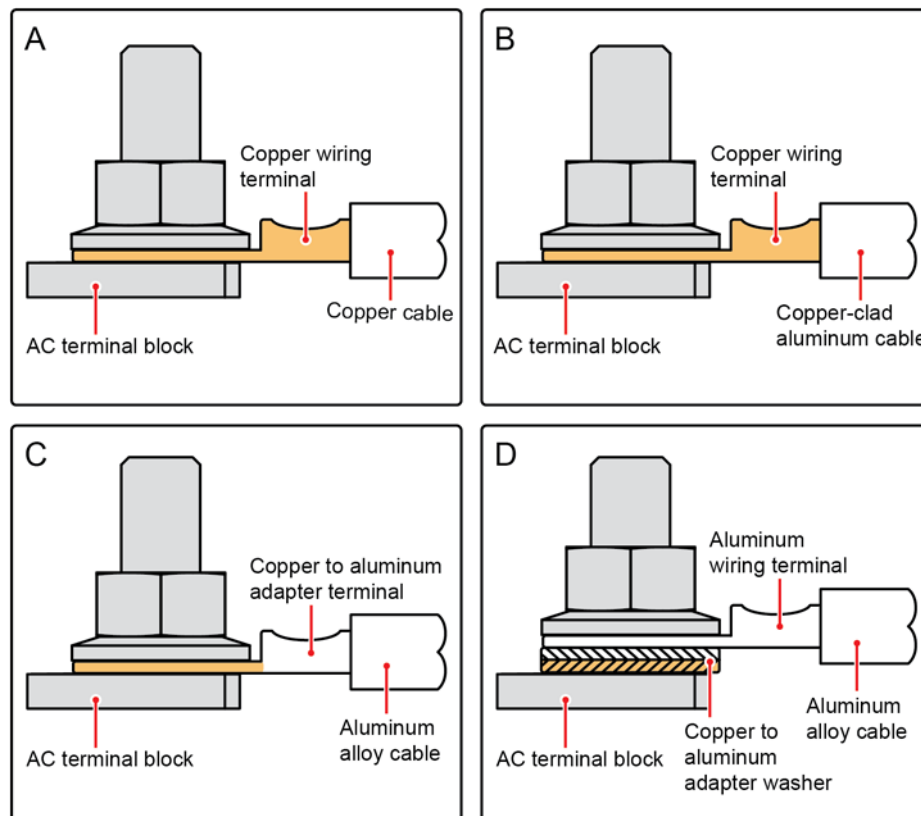 A
Copper wiring
terminal
Copper cable
AC terminal block
B
Copper wiring
terminal
Copper-clad
aluminum cable
AC terminal block
C
Copper to aluminum
adapter terminal
Aluminum
alloy cable
AC terminal block
D
Aluminum
wiring terminal
Aluminum
alloy cable
Copper to
aluminum
adapter washer
AC terminal block